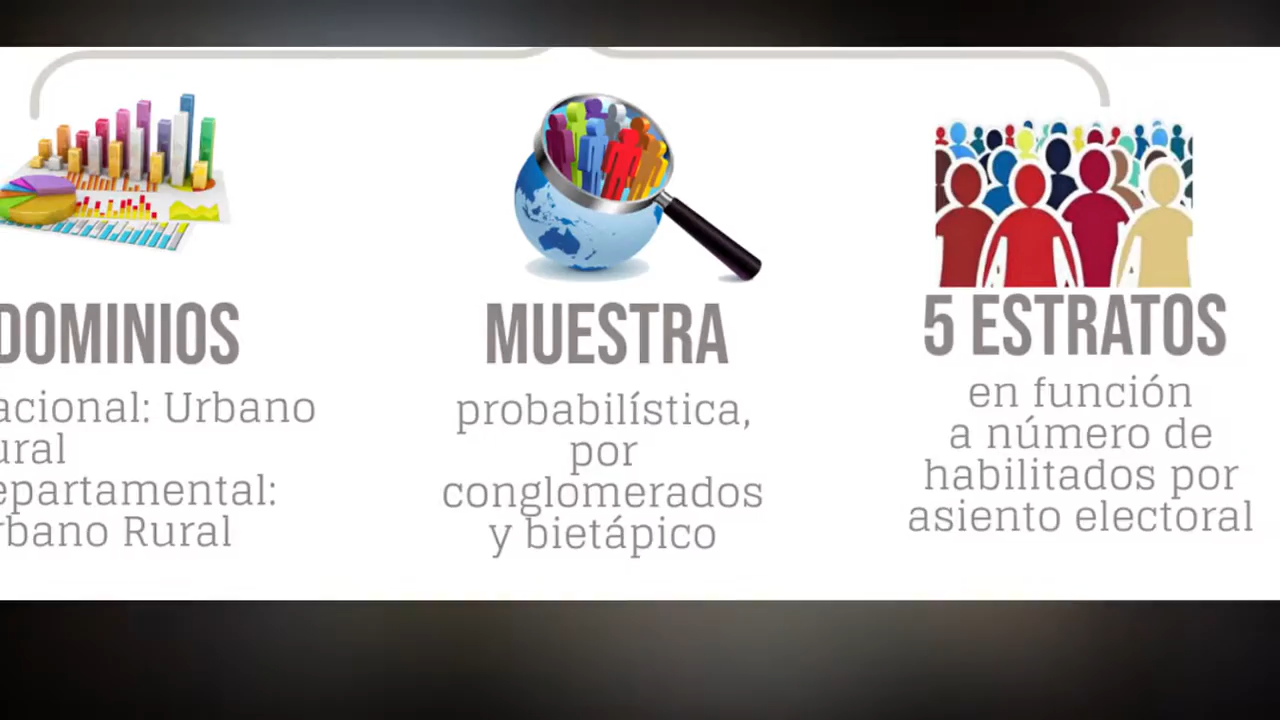 DOMINIOS
acional: Urbano
ural
epartamental:
rbano Rural
MUESTRA
probabilística,
por
conglomerados
y bietápico
5 ESTRATOS
en función
a número de
habilitados por
asiento electoral